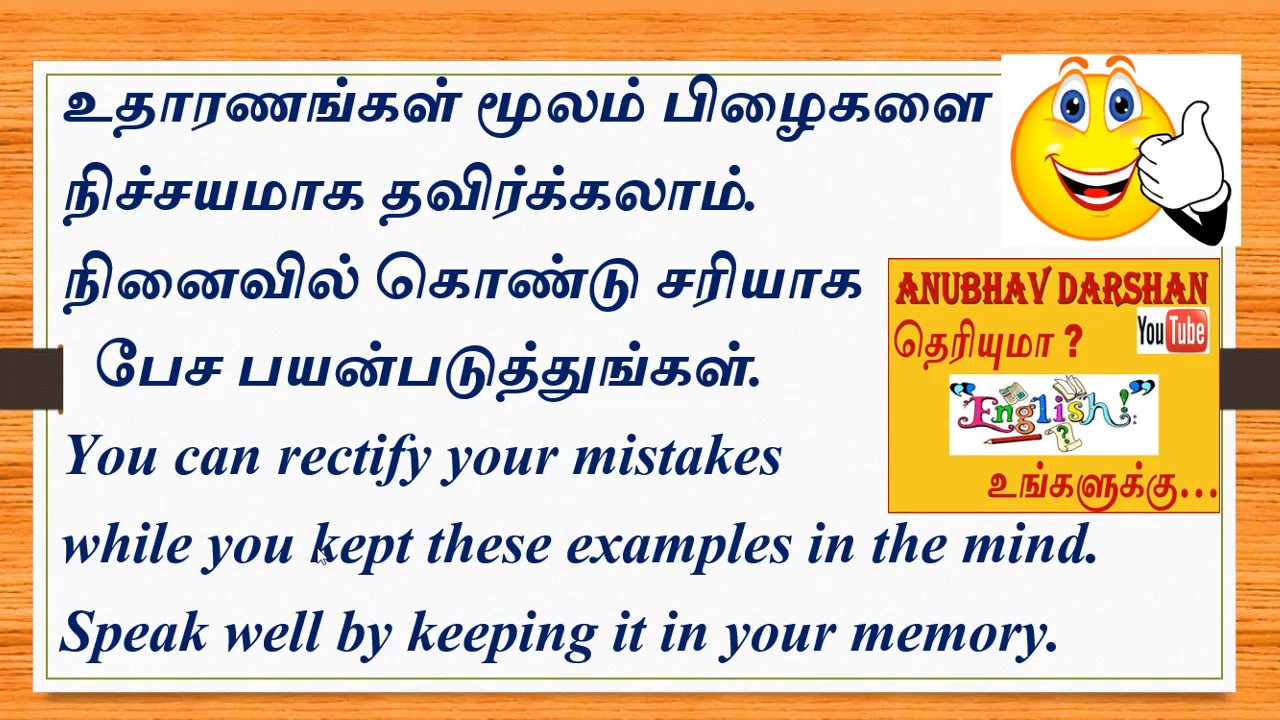 உதாரணங்கள் மூலம் பிழைகளை
நிச்சயமாக தவிர்க்கலாம்.
நினைவில் கொண்டு சரியாக
பேச பயன்படுத்துங்கள்.
You can rectify your mistakes
while you kept these examples in the mind.
Speak well by keeping it in your memory.
ANUBHAV DARSHAN
தெரியுமா ?
YouTube
"English!"
உங்களுக்கு...